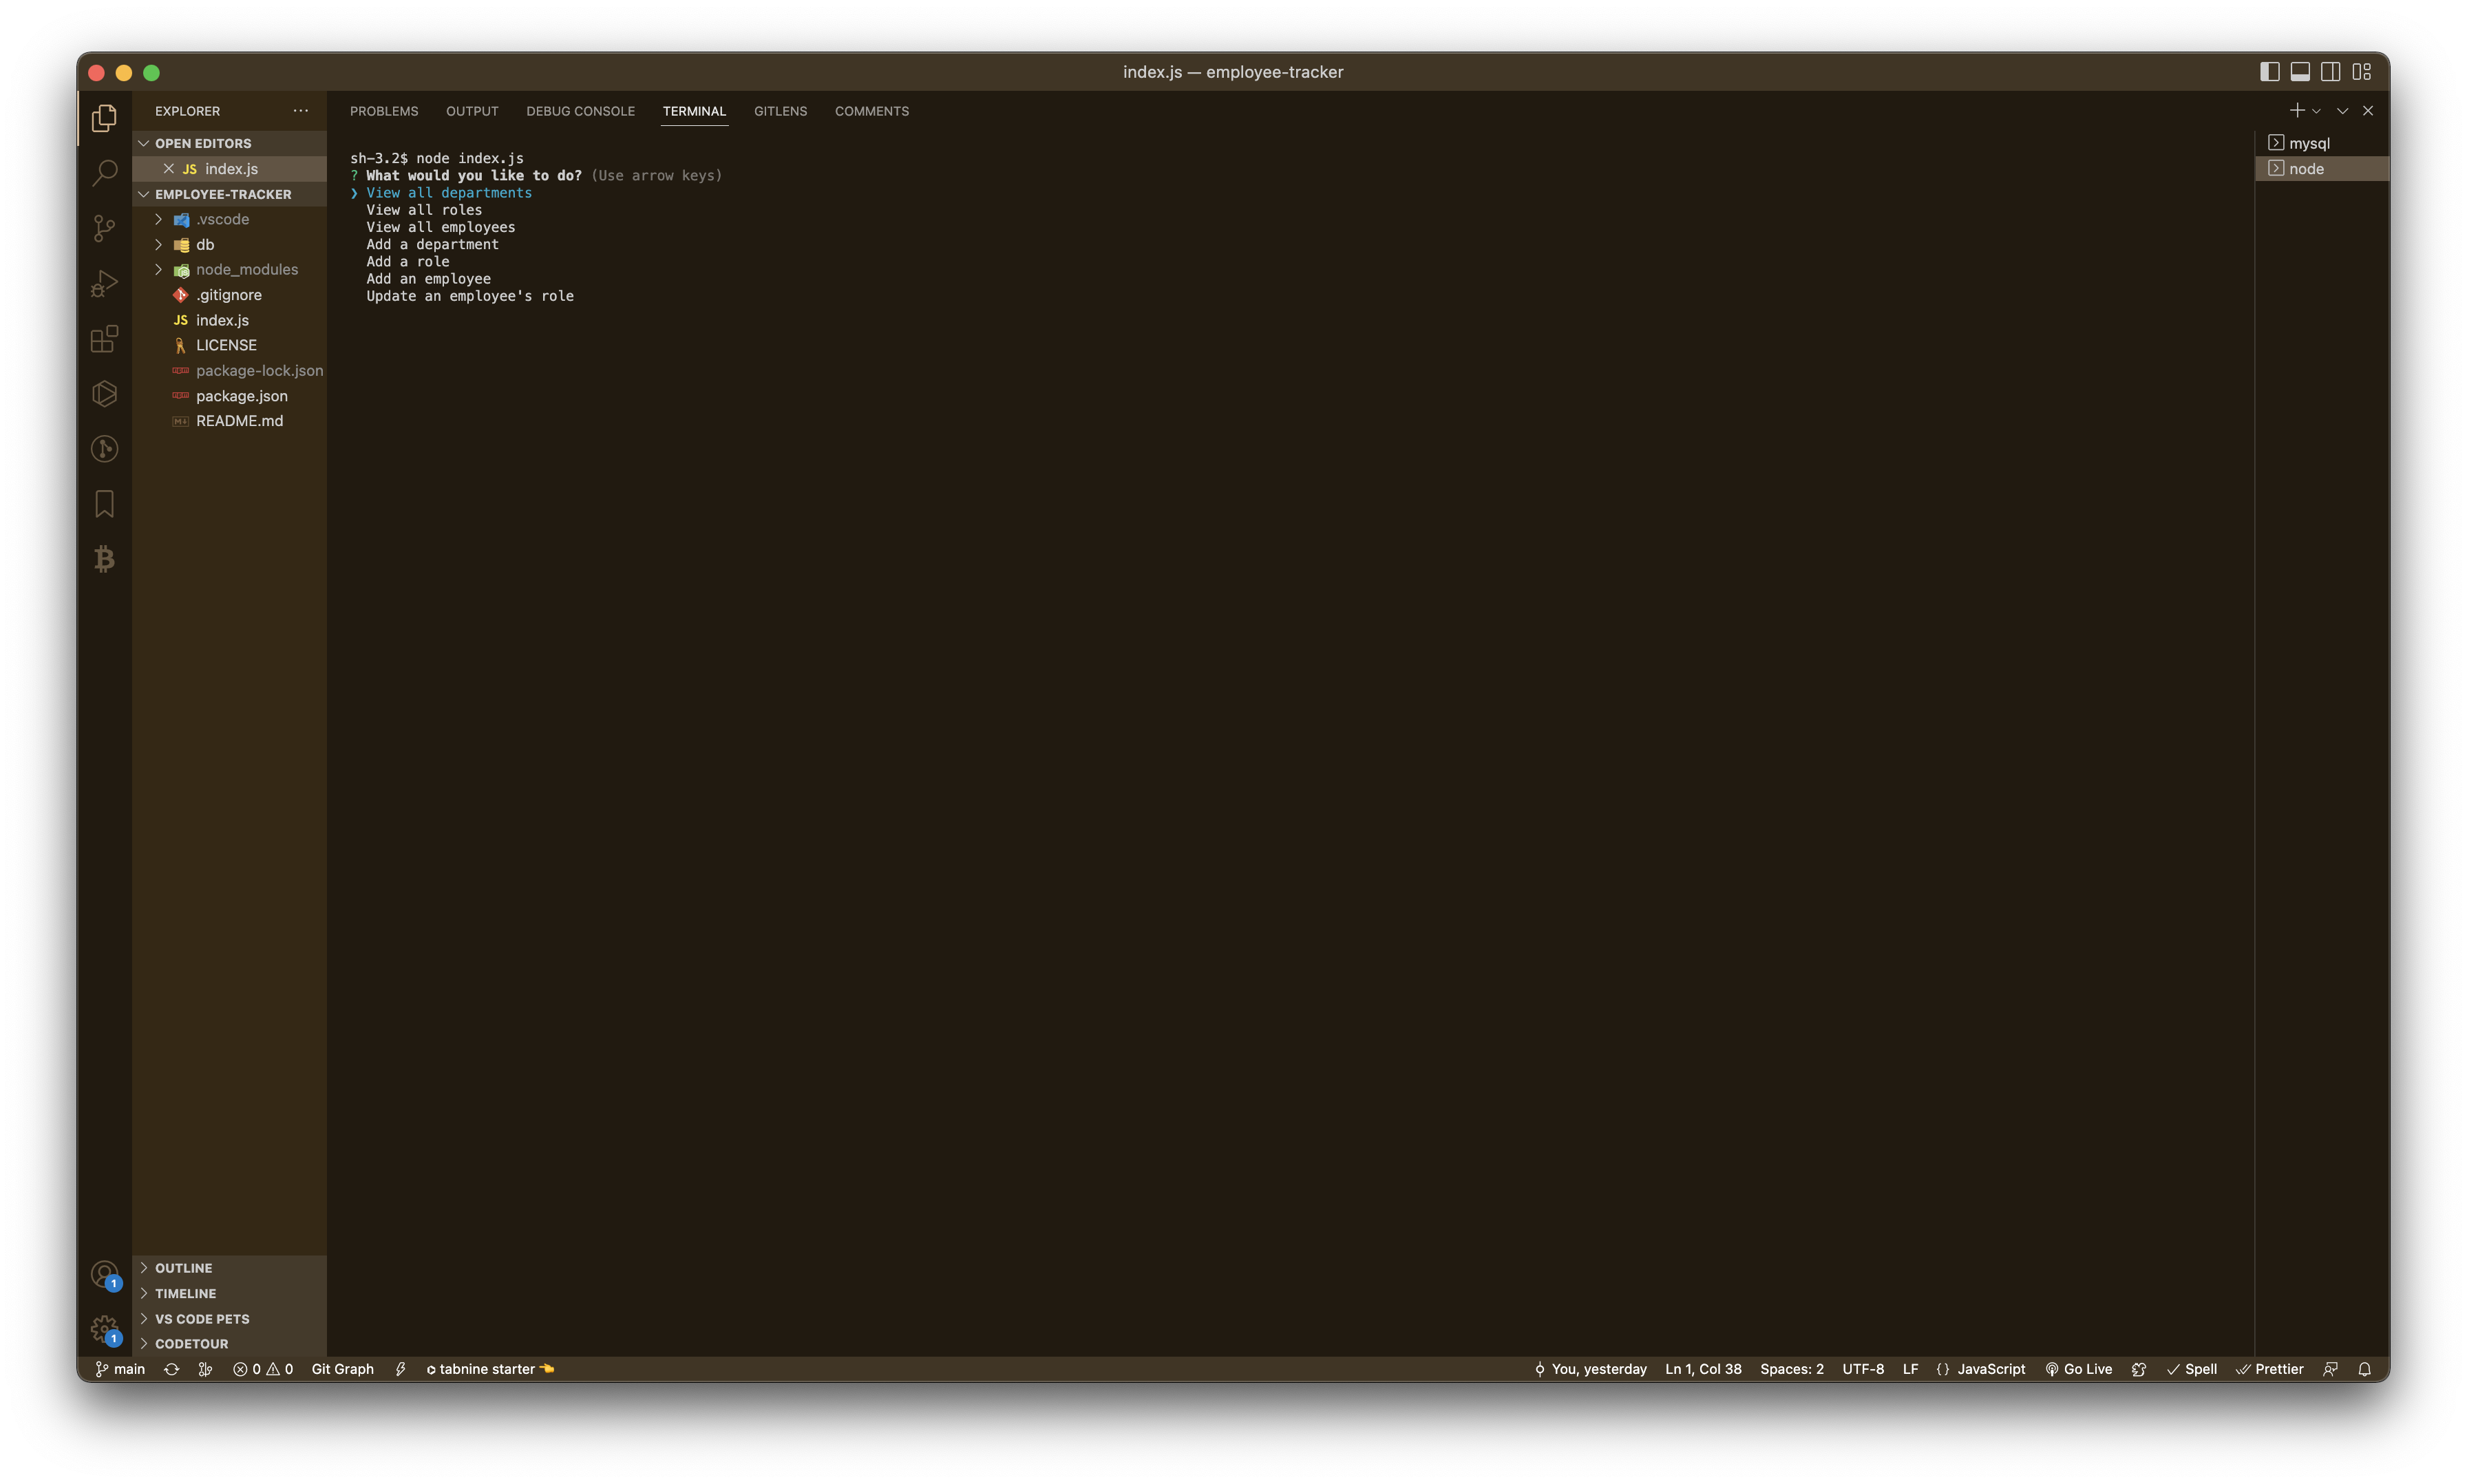 index.js — employee-tracker
EXPLORER
OPEN EDITORS
JS index.js
EMPLOYEE-TRACKER
.vscode
db
node_modules
.gitignore
JS index.js
LICENSE
package-lock.json
package.json
README.md
OUTLINE
TIMELINE
VS CODE PETS
CODETOUR
PROBLEMS OUTPUT DEBUG CONSOLE TERMINAL GITLENS COMMENTS
sh-3.2$ node index.js
? What would you like to do? (Use arrow keys)
❯ View all departments
View all roles
View all employees
Add a department
Add a role
Add an employee
Update an employee's role
mysql
node
1
1
main 0 0 Git Graph tabnine starter 👈 You, yesterday Ln 1, Col 38 Spaces: 2 UTF-8 LF {} JavaScript Go Live Spell Prettier